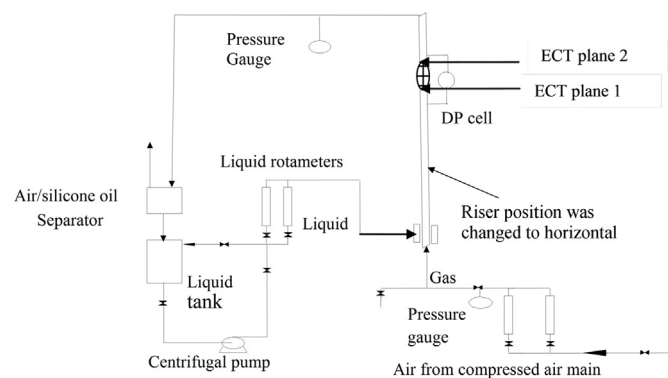 Pressure
Gauge
ECT plane 2
ECT plane 1
DP cell
Liquid rotameters
Air/silicone oil
Separator
Liquid
Riser position was
changed to horizontal
Liquid
tank
Gas
Pressure
gauge
Centrifugal pump
Air from compressed air main